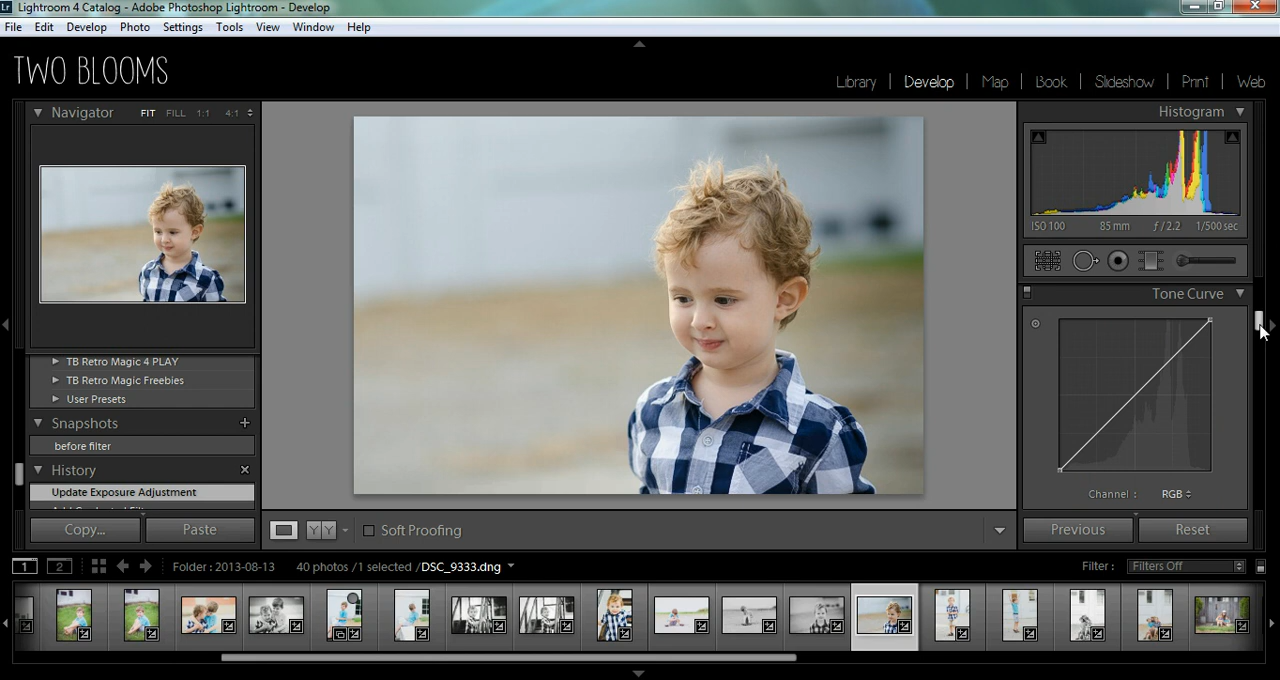 Lr Lightroom 4 Catalog - Adobe Photoshop Lightroom - Develop
File Edit Develop Photo Settings Tools View Window Help
TWO BLOOMS
Library | Develop | Map | Book | Slideshow | Print | Web
Navigator FIT FILL 1:1 4:1
Histogram
ISO 100 85 mm ƒ / 2.2 1/500 sec
Tone Curve
TB Retro Magic 4 PLAY
TB Retro Magic Freebies
User Presets
Snapshots +
before filter
History
Update Exposure Adjustment
Channel : RGB
Copy... Paste
YY Soft Proofing
Previous Reset
1 2 Folder : 2013-08-13 40 photos /1 selected /DSC_9333.dng
Filter : Filters Off